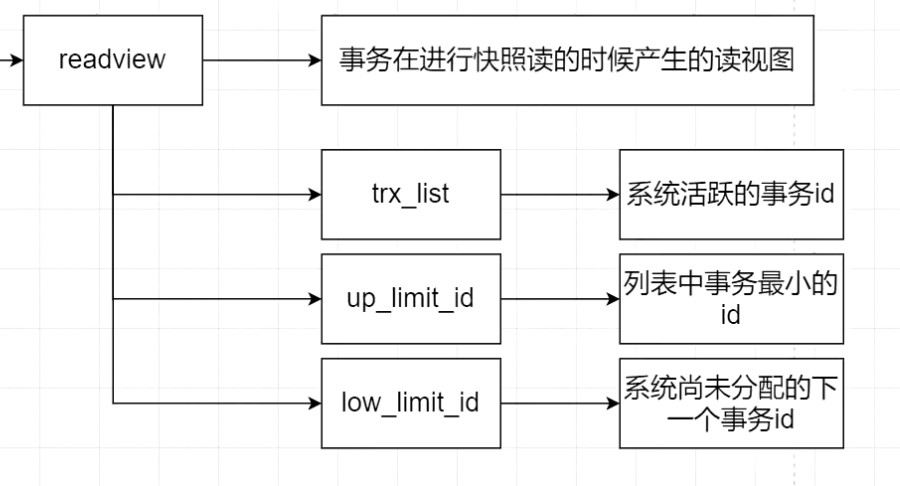 readview
事务在进行快照读的时候产生的读视图
trx_list
系统活跃的事务id
up_limit_id
列表中事务最小的
id
low_limit_id
系统尚未分配的下
一个事务id